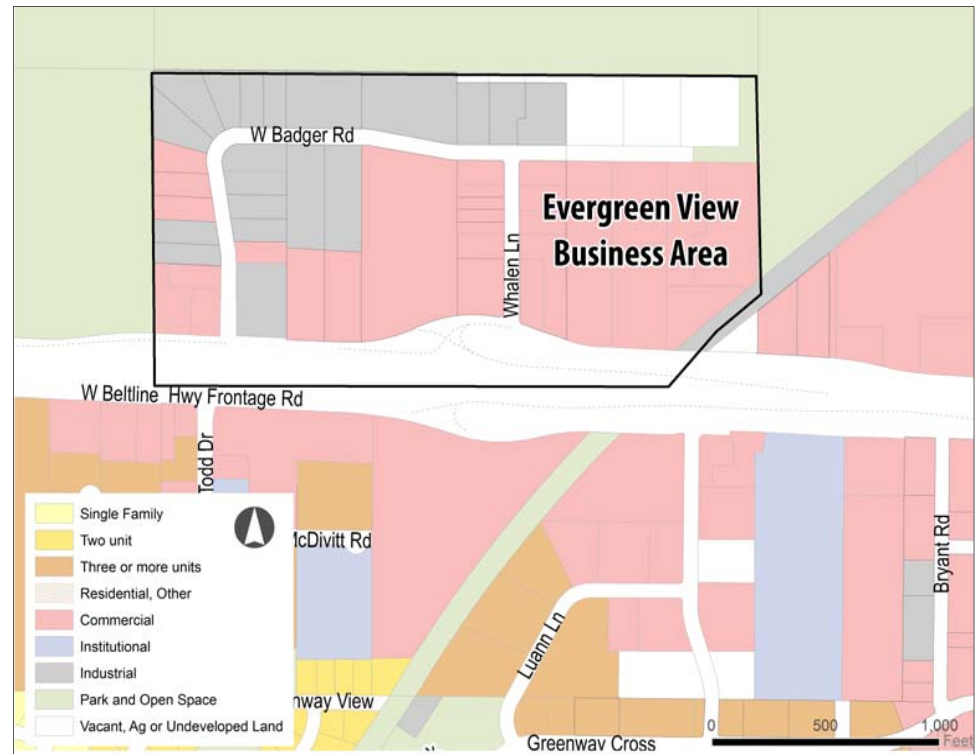 W Badger Rd
Evergreen View
Business Area
Whalen Ln
W Beltline Hwy Frontage Rd
Todd Dr
McDivitt Rd
Luann Ln
Bryant Rd
nway View
Greenway Cross
Single Family
Two unit
Three or more units
Residential, Other
Commercial
Institutional
Industrial
Park and Open Space
Vacant, Ag or Undeveloped Land
0 500 1,000
Feet